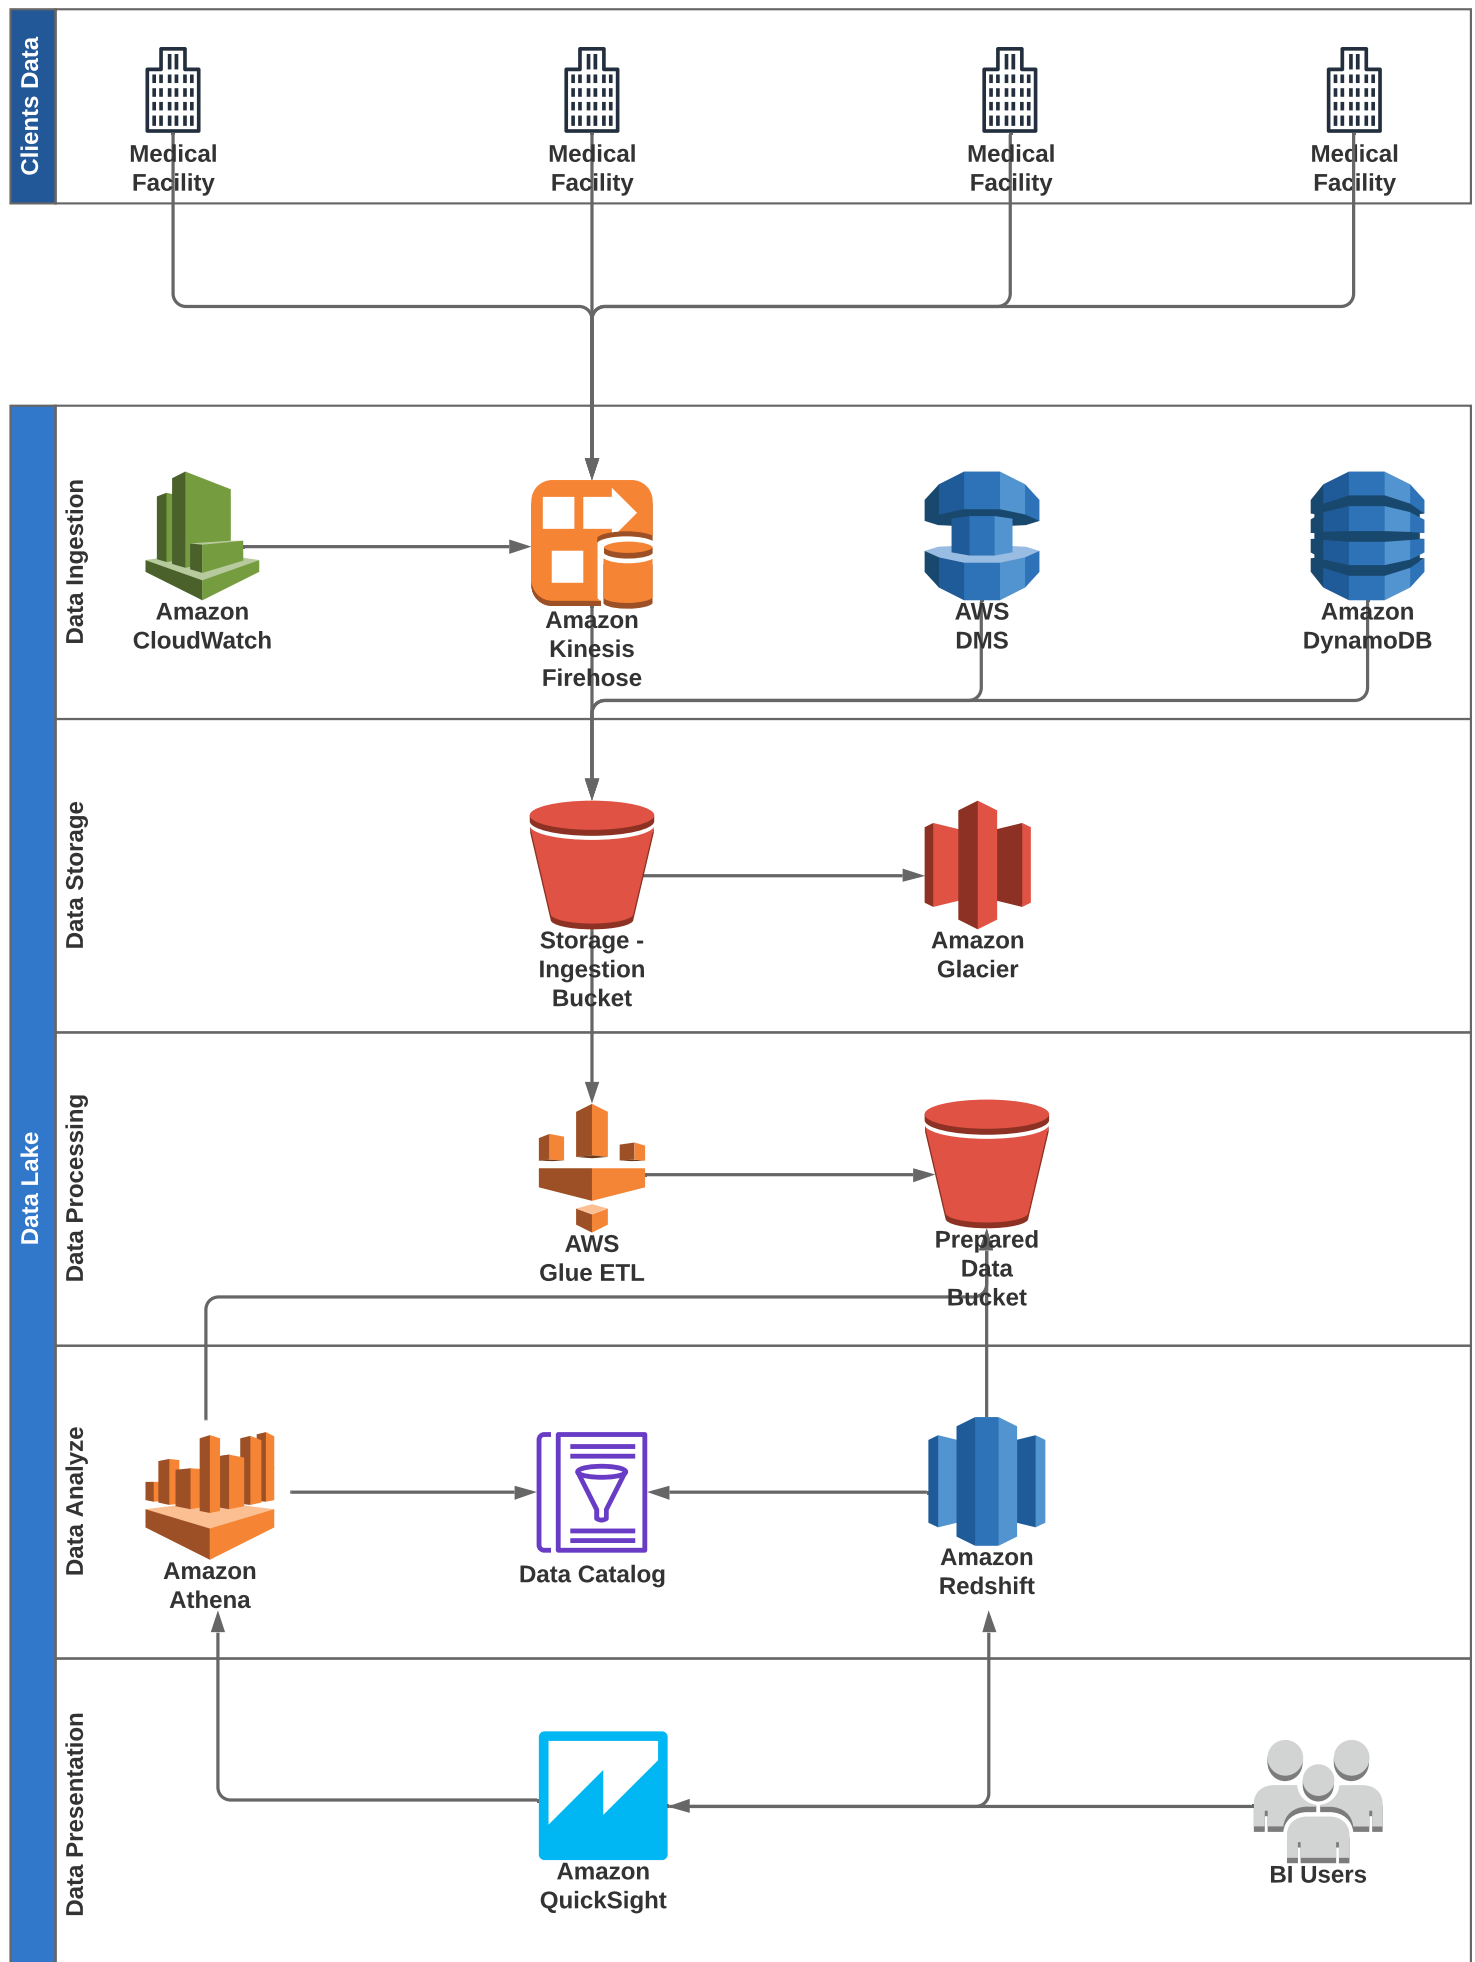 Clients Data
Medical
Facility
Medical
Facility
Medical
Facility
Medical
Facility
Data Lake
Data Ingestion
Amazon
CloudWatch
Amazon
Kinesis
Firehose
AWS
DMS
Amazon
DynamoDB
Data Storage
Storage -
Ingestion
Bucket
Amazon
Glacier
Data Processing
AWS
Glue ETL
Prepared
Data
Bucket
Data Analyze
Amazon
Athena
Data Catalog
Amazon
Redshift
Data Presentation
Amazon
QuickSight
BI Users